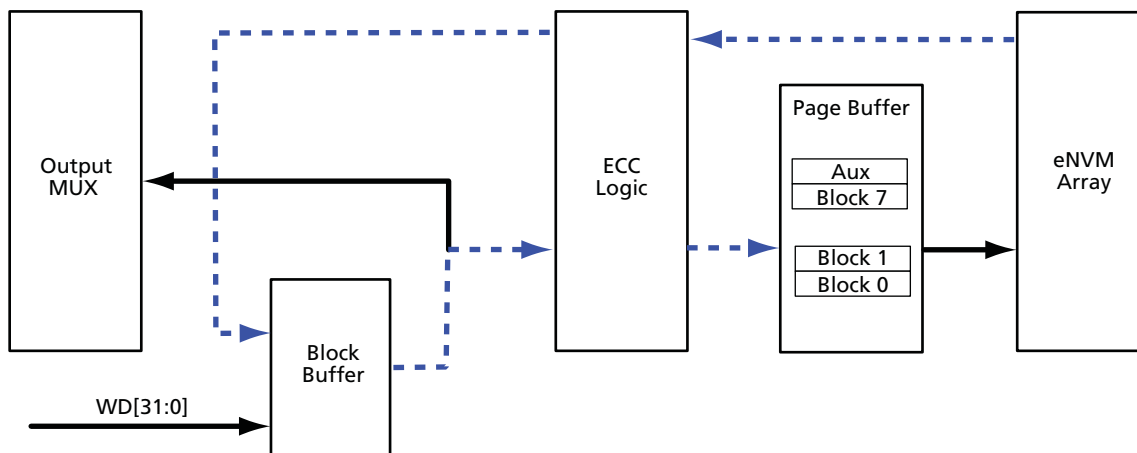 Output
MUX
ECC
Logic
Page Buffer
Aux
Block 7
Block 1
Block 0
eNVM
Array
Block
Buffer
WD[31:0]